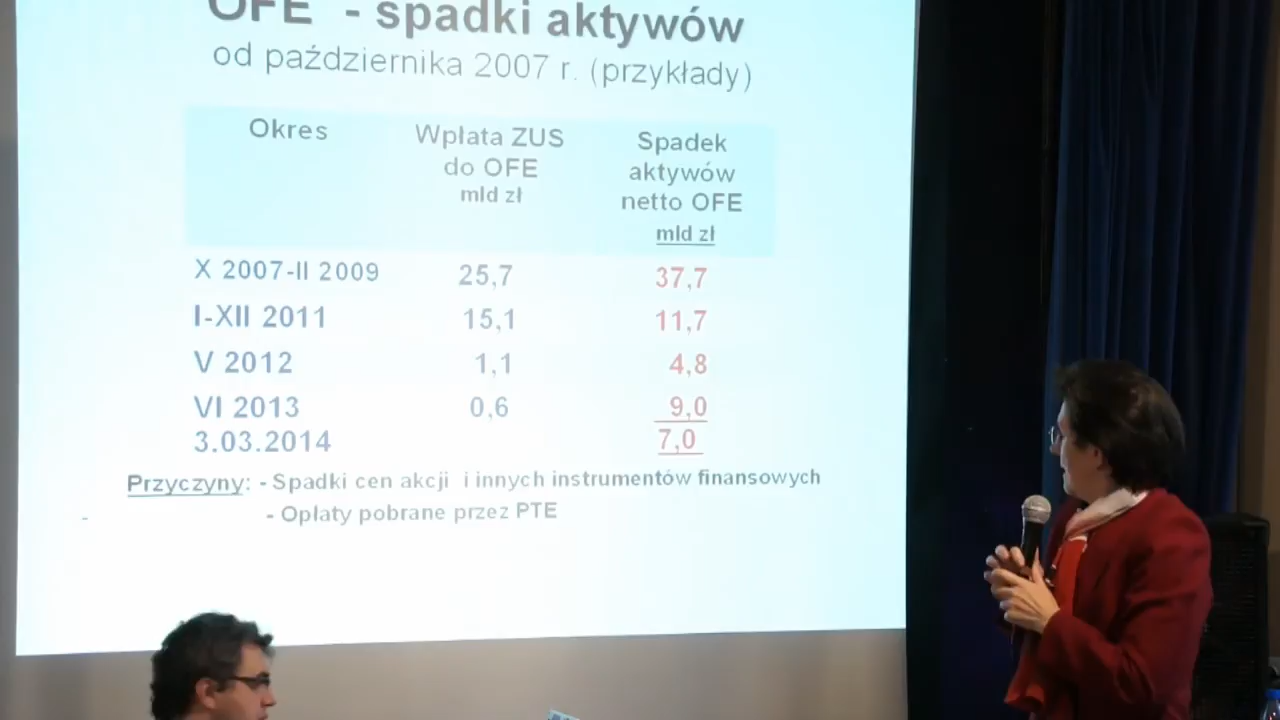 OFE - spadki aktywów
od października 2007 r. (przykłady)
Okres Wpłata ZUS do OFE mld zł Spadek aktywów netto OFE mld zł
X 2007-II 2009 25,7 37,7
I-XII 2011 15,1 11,7
V 2012 1,1 4,8
VI 2013 0,6 9,0
3.03.2014 7,0
Przyczyny: - Spadki cen akcji i innych instrumentów finansowych
- - Opłaty pobrane przez PTE